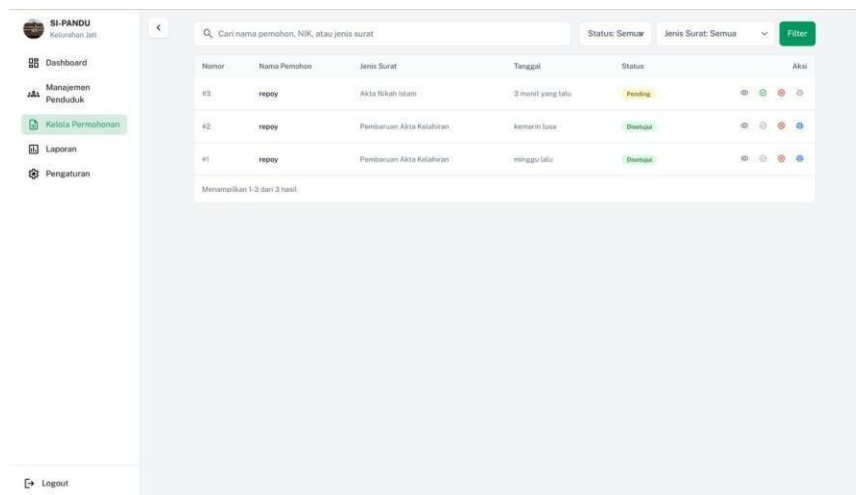 SI-PANDU
Kelurahan Jati
Dashboard
Manajemen
Penduduk
Kelola Permohonan
Laporan
Pengaturan
Logout
Cari nama pemohon, NIK, atau jenis surat
Status: Semua
Jenis Surat: Semua
Filter
Nomor Nama Pemohon Jenis Surat Tanggal Status Aksi
#3 repoy Akta Nikah Islam 3 menit yang lalu Pending
#2 repoy Pembaruan Akta Kelahiran kemarin lusa Disetujui
#1 repoy Pembaruan Akta Kelahiran minggu lalu Disetujui
Menampilkan 1-3 dari 3 hasil